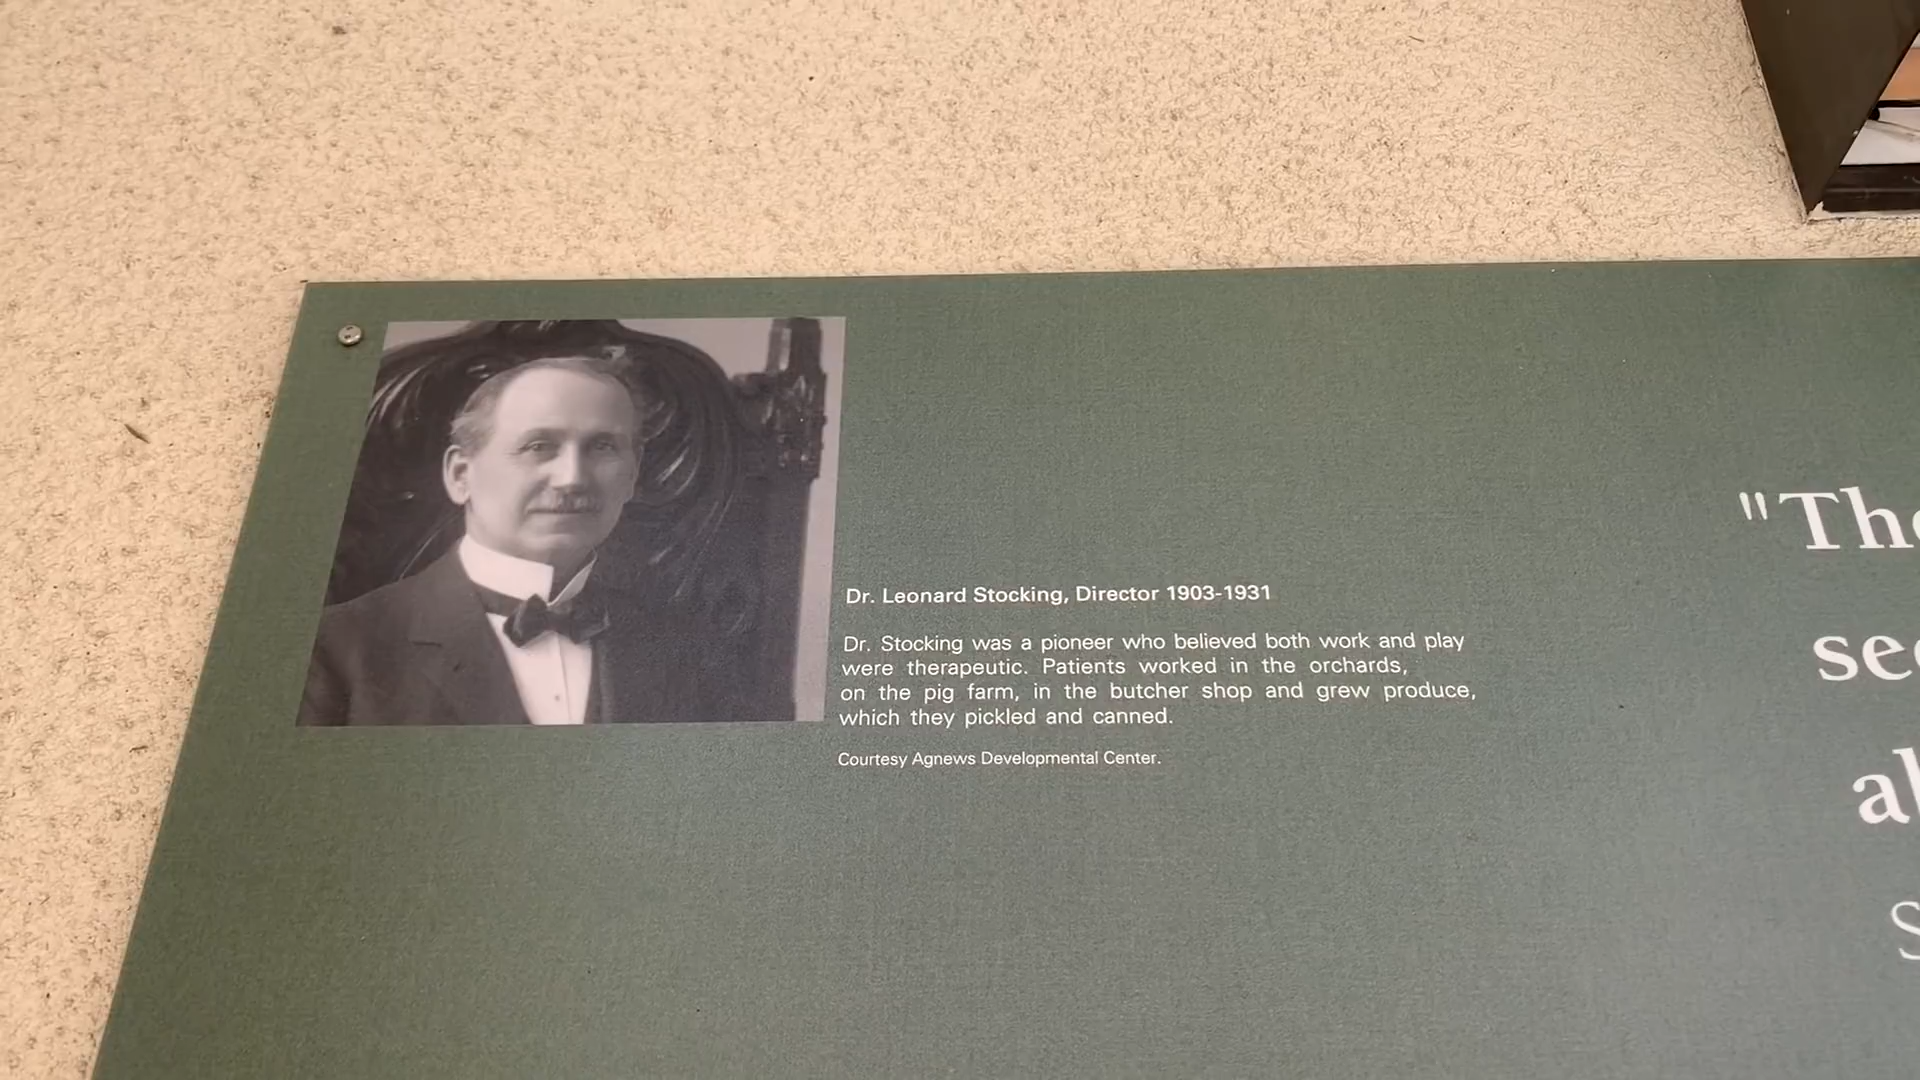 Dr. Leonard Stocking, Director 1903-1931
Dr. Stocking was a pioneer who believed both work and play
were therapeutic. Patients worked in the orchards,
on the pig farm, in the butcher shop and grew produce,
which they pickled and canned.
Courtesy Agnews Developmental Center.